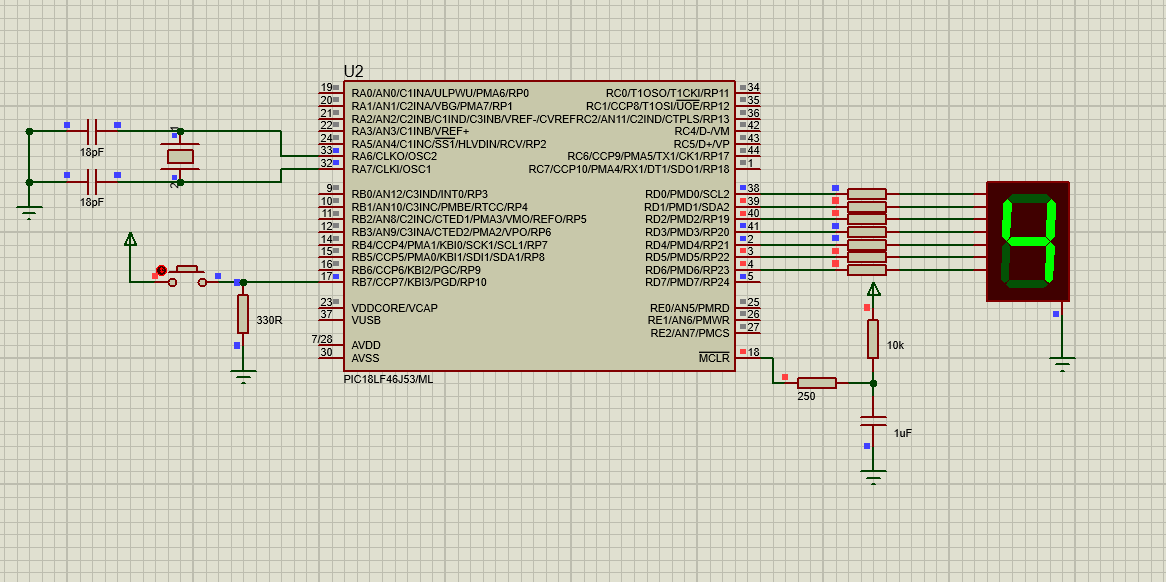 U2
19 RA0/AN0/C1INA/ULPWU/PMA6/RP0 RC0/T1OSO/T1CKI/RP11 34
20 RA1/AN1/C2INA/VBG/PMA7/RP1 RC1/CCP8/T1OSI/UOE/RP12 35
21 RA2/AN2/C2INB/C1IND/C3INB/VREF-/CVREF RC2/AN11/C2IND/CTPLS/RP13 36
22 RA3/AN3/C1INB/VREF+ RC4/D-/VM 42
24 RA5/AN4/C1INC/SS1/HLVDIN/RCV/RP2 RC5/D+/VP 43
33 RA6/CLKO/OSC2 RC6/CCP9/PMA5/TX1/CK1/RP17 44
32 RA7/CLKI/OSC1 RC7/CCP10/PMA4/RX1/DT1/SDO1/RP18 1
18pF
18pF
9 RB0/AN12/C3IND/INT0/RP3 RD0/PMD0/SCL2 38
10 RB1/AN10/C3INC/PMBE/RTCC/RP4 RD1/PMD1/SDA2 39
11 RB2/AN8/C2INC/CTED1/PMA3/VMO/REFO/RP5 RD2/PMD2/RP19 40
12 RB3/AN9/C3INA/CTED2/PMA2/VPO/RP6 RD3/PMD3/RP20 41
14 RB4/CCP4/PMA1/KBI0/SCK1/SCL1/RP7 RD4/PMD4/RP21 2
15 RB5/CCP5/PMA0/KBI1/SDI1/SDA1/RP8 RD5/PMD5/RP22 3
16 RB6/CCP6/KBI2/PGC/RP9 RD6/PMD6/RP23 4
17 RB7/CCP7/KBI3/PGD/RP10 RD7/PMD7/RP24 5
4
330R
23 VDDCORE/VCAP RE0/AN5/PMRD 25
37 VUSB RE1/AN6/PMWR 26
RE2/AN7/PMCS 27
7/28 AVDD
30 AVSS MCLR 18
10k
PIC18LF46J53/ML
250
1uF